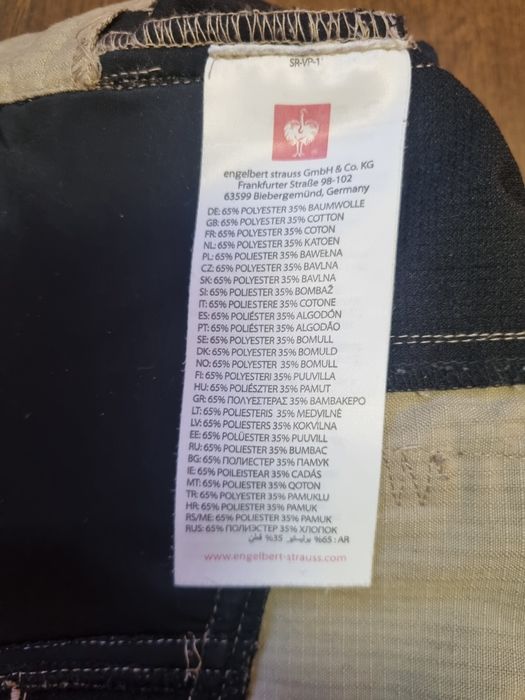 SR-VP-1
engelbert strauss GmbH & Co. KG
Frankfurter Straße 98-102
63599 Biebergemünd, Germany
DE: 65% POLYESTER 35% BAUMWOLLE
GB: 65% POLYESTER 35% COTTON
FR: 65% POLYESTER 35% COTON
NL: 65% POLYESTER 35% KATOEN
PL: 65% POLIESTER 35% BAWEŁNA
CZ: 65% POLYESTER 35% BAVLNA
SK: 65% POLYESTER 35% BAVLNA
SI: 65% POLIESTER 35% BOMBAŽ
IT: 65% POLIESTERE 35% COTONE
ES: 65% POLIÉSTER 35% ALGODÓN
PT: 65% POLIÉSTER 35% ALGODÃO
SE: 65% POLYESTER 35% BOMULL
DK: 65% POLYESTER 35% BOMULD
NO: 65% POLYESTER 35% BOMULL
FI: 65% POLYESTERI 35% PUUVILLA
HU: 65% POLIÉSZTER 35% PAMUT
GR: 65% ΠΟΛΥΕΣΤΕΡΑΣ 35% ΒΑΜΒΑΚΕΡΟ
LT: 65% POLIESTERIS 35% MEDVILNĖ
LV: 65% POLIESTERS 35% KOKVILNA
EE: 65% POLÜESTER 35% PUUVILL
RU: 65% POLIESTER 35% BUMBAC
BG: 65% ПОЛИЕСТЕР 35% ПАМУК
IE: 65% POILEISTEAR 35% CADÁS
MT: 65% POLIESTER 35% QOTON
TR: 65% POLYESTER 35% PAMUKLU
HR: 65% POLIESTER 35% PAMUK
RS/ME: 65% POLIESTER 35% PAMUK
RUS: 65% ПОЛИЭСТЕР 35% ХЛОПОК
AR: 65% بوليستر 35% قطن
www.engelbert-strauss.com